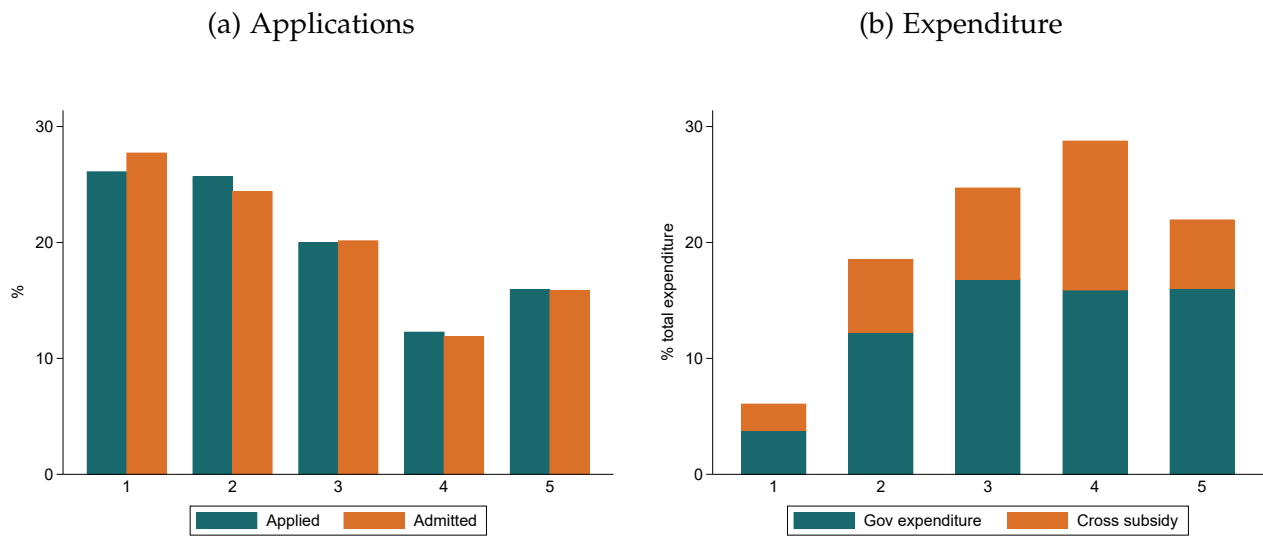 (a) Applications
30
20
10
0
%
1 2 3 4 5
Applied Admitted
(b) Expenditure
30
20
10
0
% total expenditure
1 2 3 4 5
Gov expenditure Cross subsidy